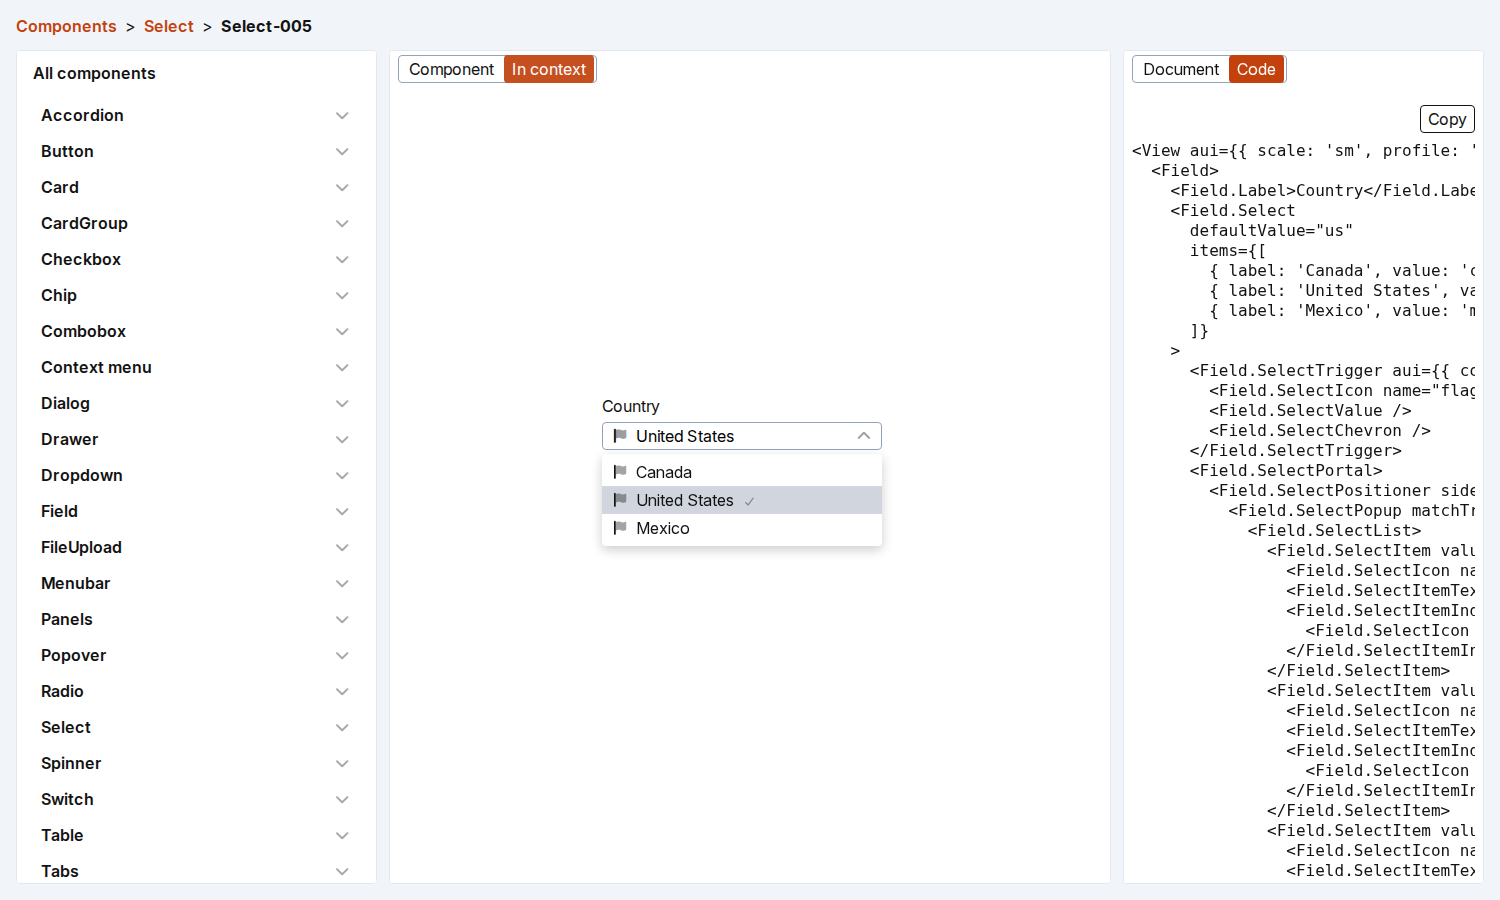 Components > Select > Select-005
All components
Accordion
Button
Card
CardGroup
Checkbox
Chip
Combobox
Context menu
Dialog
Drawer
Dropdown
Field
FileUpload
Menubar
Panels
Popover
Radio
Select
Spinner
Switch
Table
Tabs
Component In context
Country
United States
Canada
United States
Mexico
Document Code
Copy
<View aui={{ scale: 'sm', profile: '
<Field>
<Field.Label>Country</Field.Labe
<Field.Select
defaultValue="us"
items={[
{ label: 'Canada', value: 'c
{ label: 'United States', va
{ label: 'Mexico', value: 'm
]}
>
<Field.SelectTrigger aui={{ co
<Field.SelectIcon name="flag
<Field.SelectValue />
<Field.SelectChevron />
</Field.SelectTrigger>
<Field.SelectPortal>
<Field.SelectPositioner side
<Field.SelectPopup matchTr
<Field.SelectList>
<Field.SelectItem valu
<Field.SelectIcon na
<Field.SelectItemTex
<Field.SelectItemInd
<Field.SelectIcon
</Field.SelectItemIn
</Field.SelectItem>
<Field.SelectItem valu
<Field.SelectIcon na
<Field.SelectItemTex
<Field.SelectItemInd
<Field.SelectIcon
</Field.SelectItemIn
</Field.SelectItem>
<Field.SelectItem valu
<Field.SelectIcon na
<Field.SelectItemTex